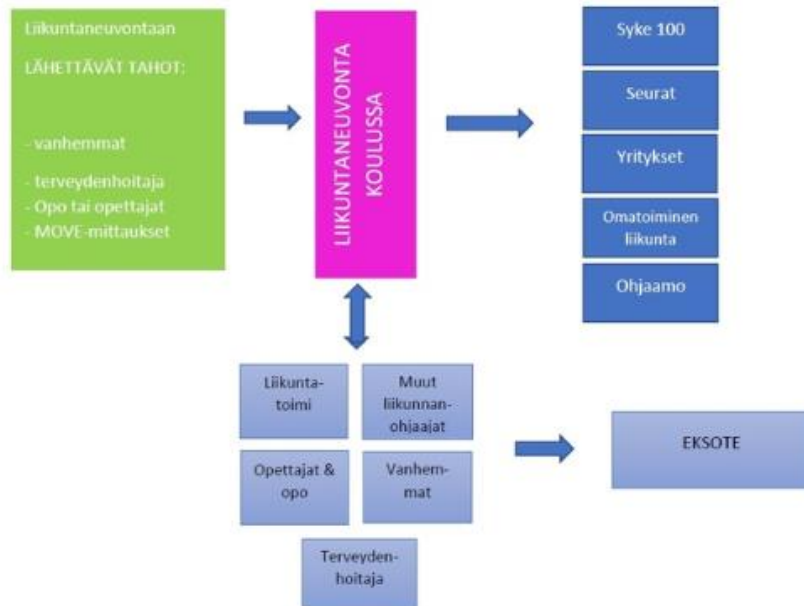 Liikuntaneuvontaan
LÄHETTÄVÄT TAHOT:
- vanhemmat
- terveydenhoitaja
- Opo tai opettajat
- MOVE-mittaukset
LIIKUNTANEUVONTA
KOULUSSA
Syke 100
Seurat
Yritykset
Omatoiminen
liikunta
Ohjaamo
Liikunta-
toimi
Muut
liikunnan-
ohjaajat
Opettajat &
opo
Vanhem-
mat
Terveyden-
hoitaja
EKSOTE